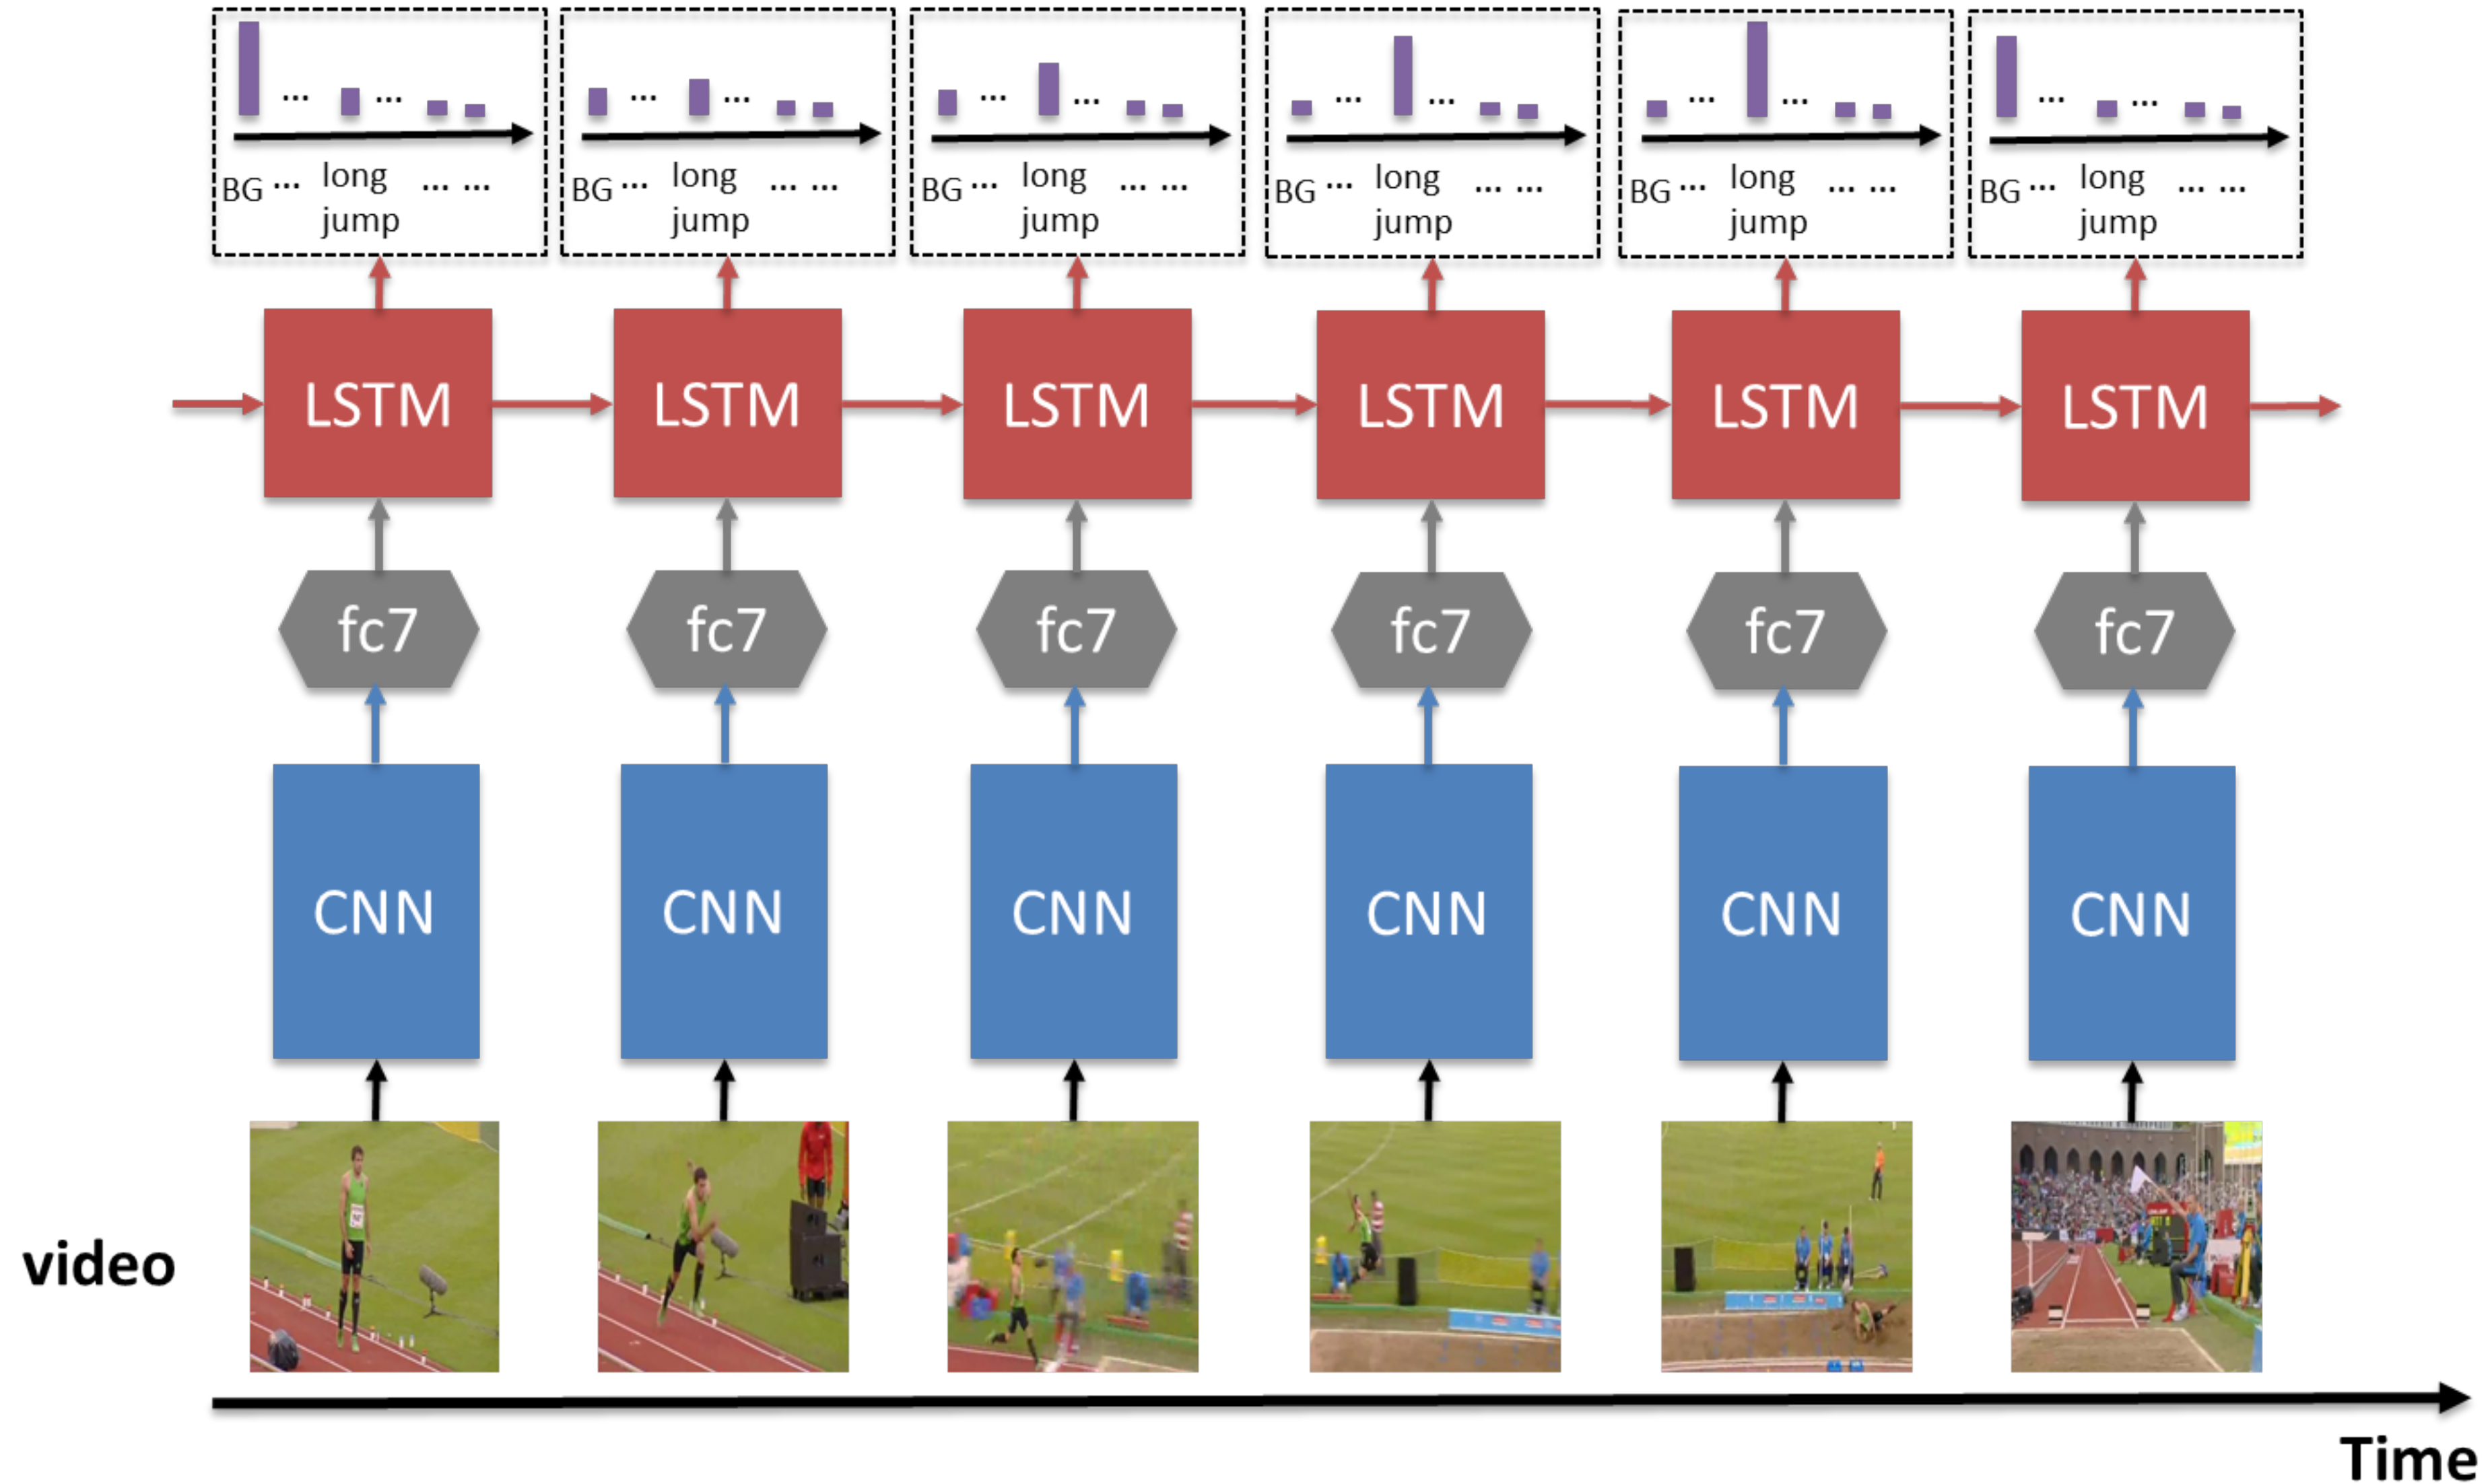 ... ... ... ... ... ... ... ... ... ... ... ...
BG ... long ... ... BG ... long ... ... BG ... long ... ... BG ... long ... ... BG ... long ... ... BG ... long ... ...
jump jump jump jump jump jump
LSTM LSTM LSTM LSTM LSTM LSTM
fc7 fc7 fc7 fc7 fc7 fc7
CNN CNN CNN CNN CNN CNN
video
Time